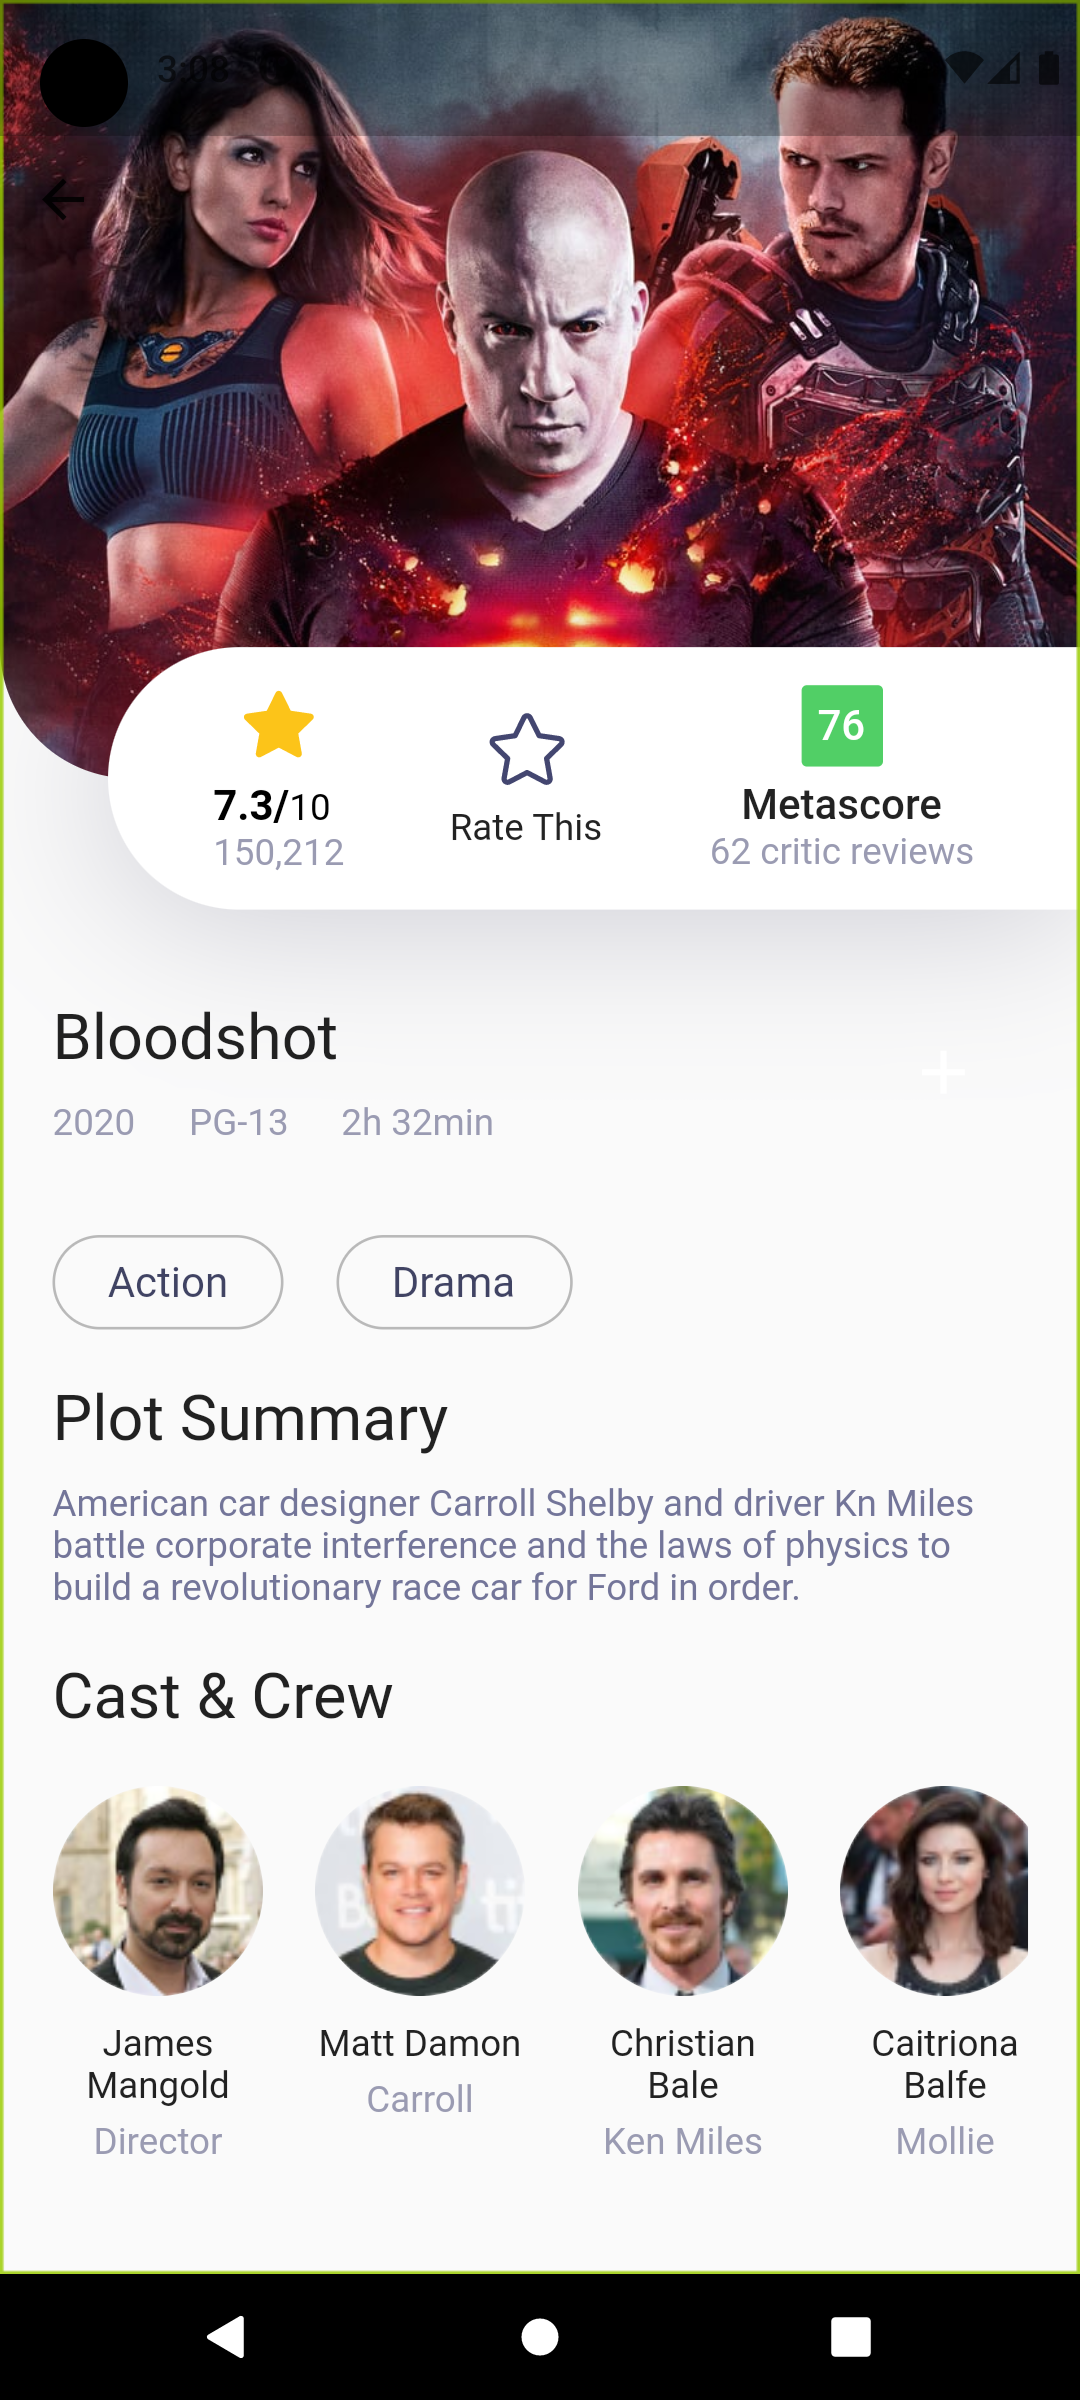 3:08
7.3/10
150,212
Rate This
76
Metascore
62 critic reviews
Bloodshot
2020 PG-13 2h 32min
Action Drama
Plot Summary
American car designer Carroll Shelby and driver Kn Miles
battle corporate interference and the laws of physics to
build a revolutionary race car for Ford in order.
Cast & Crew
James
Mangold
Director
Matt Damon
Carroll
Christian
Bale
Ken Miles
Caitriona
Balfe
Mollie